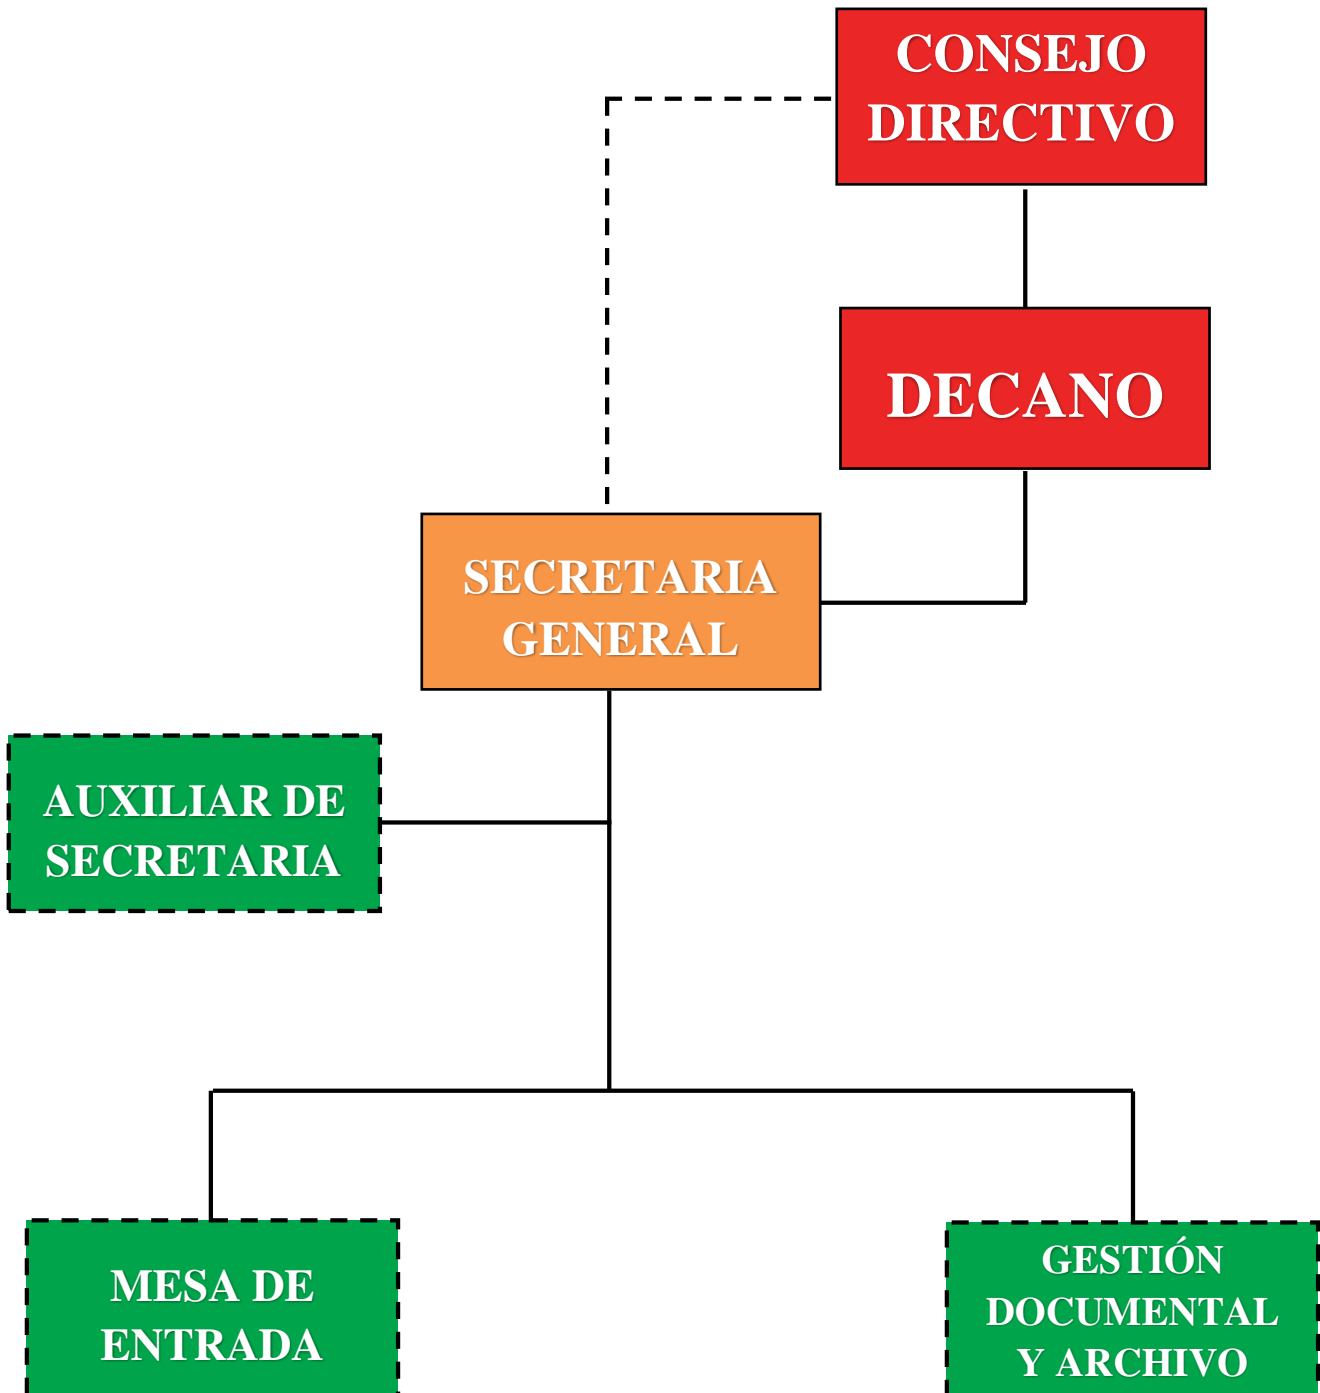 CONSEJO
DIRECTIVO
DECANO
SECRETARIA
GENERAL
AUXILIAR DE
SECRETARIA
MESA DE
ENTRADA
GESTIÓN
DOCUMENTAL
Y ARCHIVO